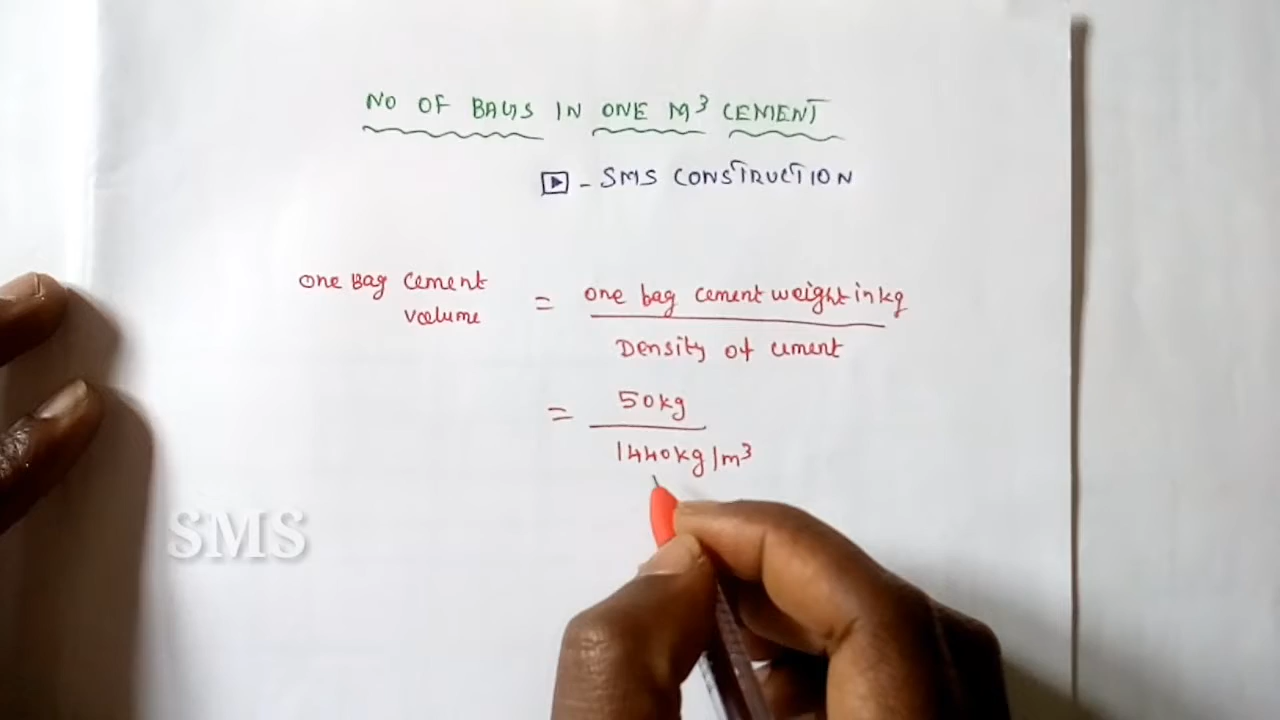 NO OF BAGS IN ONE M³ CEMENT
- SMS CONSTRUCTION
One Bag Cement
volume
= one bag cement weight in kg
Density of cement
= 50kg
1440kg/m³
SMS